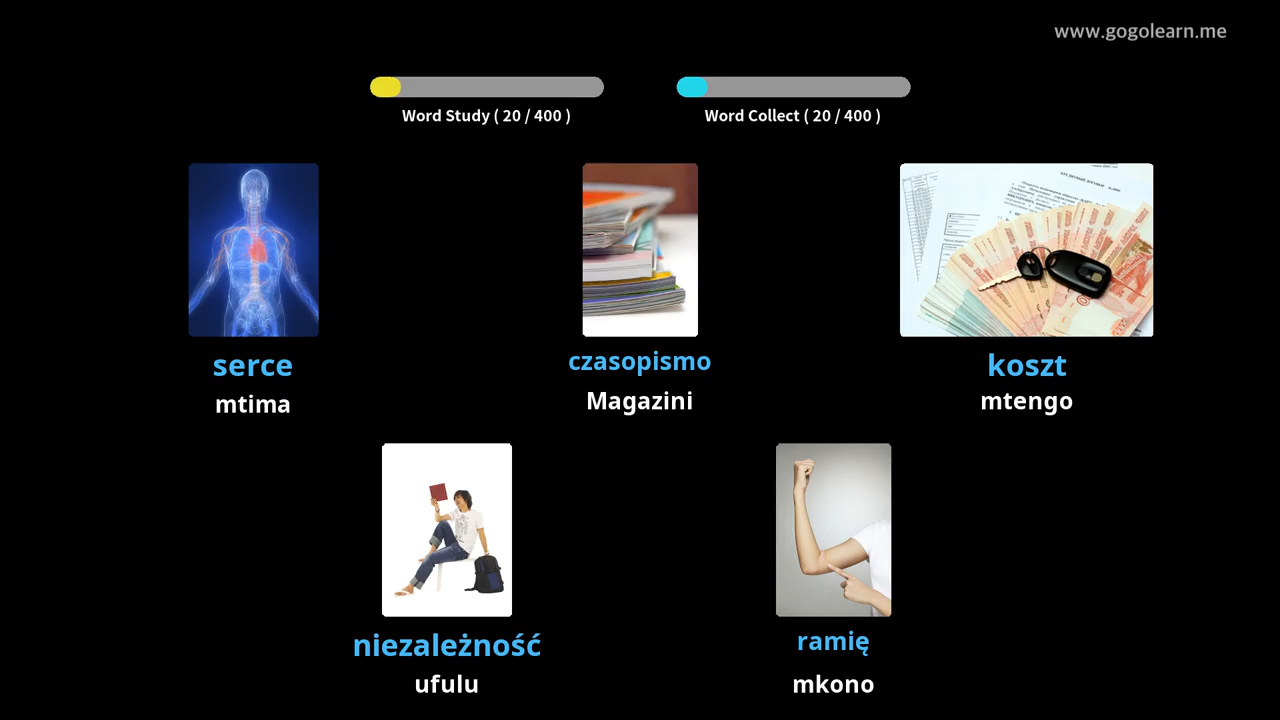 www.gogolearn.me
Word Study ( 20 / 400 )
Word Collect ( 20 / 400 )
serce
mtima
czasopismo
Magazini
koszt
mtengo
niezależność
ufulu
ramię
mkono